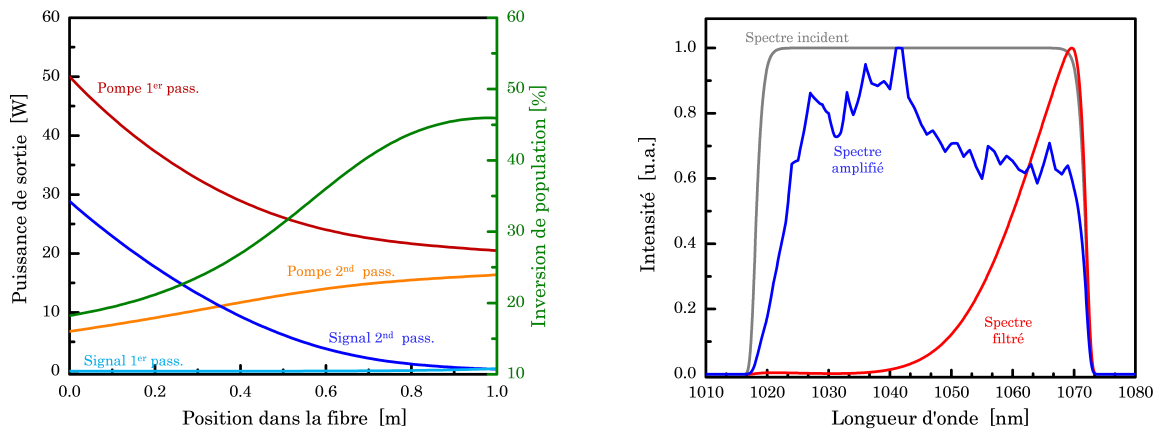 60
50
40
30
20
10
0
Puissance de sortie [W]
Pompe 1er pass.
Pompe 2nd pass.
Signal 2nd pass.
Signal 1er pass.
0.0 0.2 0.4 0.6 0.8 1.0
Position dans la fibre [m]
60
50
40
30
20
10
Inversion de population [%]
Spectre incident
1.0
0.8
0.6
0.4
0.2
0.0
Intensité [u.a.]
Spectre
amplifié
Spectre
filtré
1010 1020 1030 1040 1050 1060 1070 1080
Longueur d'onde [nm]